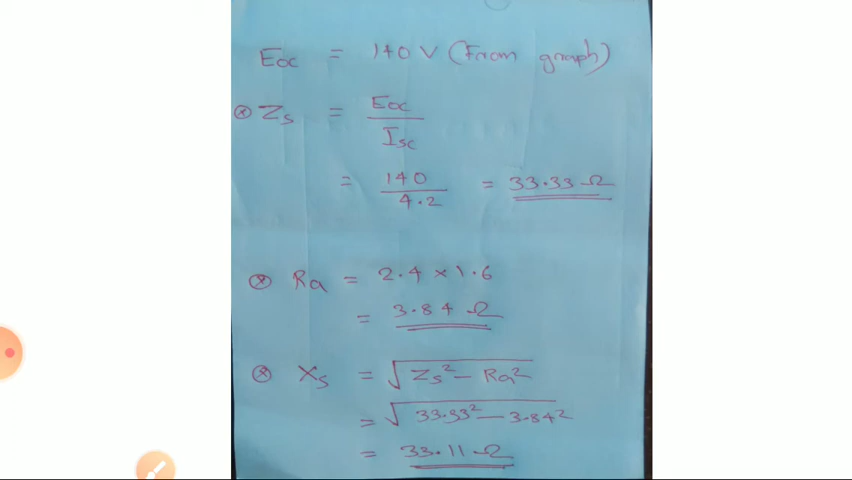 Eoc = 140 V (From graph)
⊗ Zs = Eoc / Isc
= 140 / 4.2 = 33.33 Ω
⊗ Ra = 2.4 × 1.6
= 3.84 Ω
⊗ Xs = √Zs² - Ra²
= √33.33² - 3.84²
= 33.11 Ω